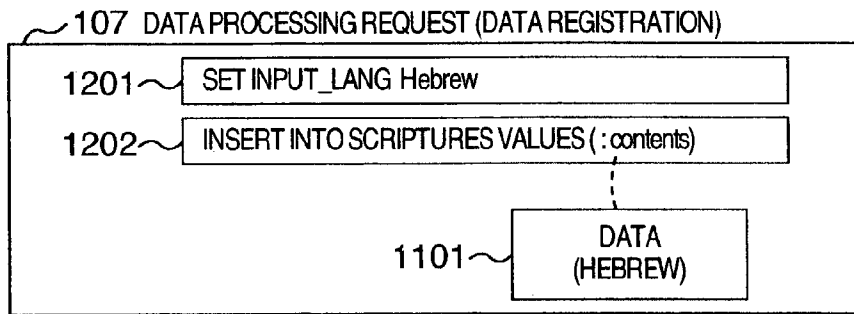 107 DATA PROCESSING REQUEST (DATA REGISTRATION)
1201 SET INPUT_LANG Hebrew
1202 INSERT INTO SCRIPTURES VALUES ( : contents)
1101 DATA
(HEBREW)